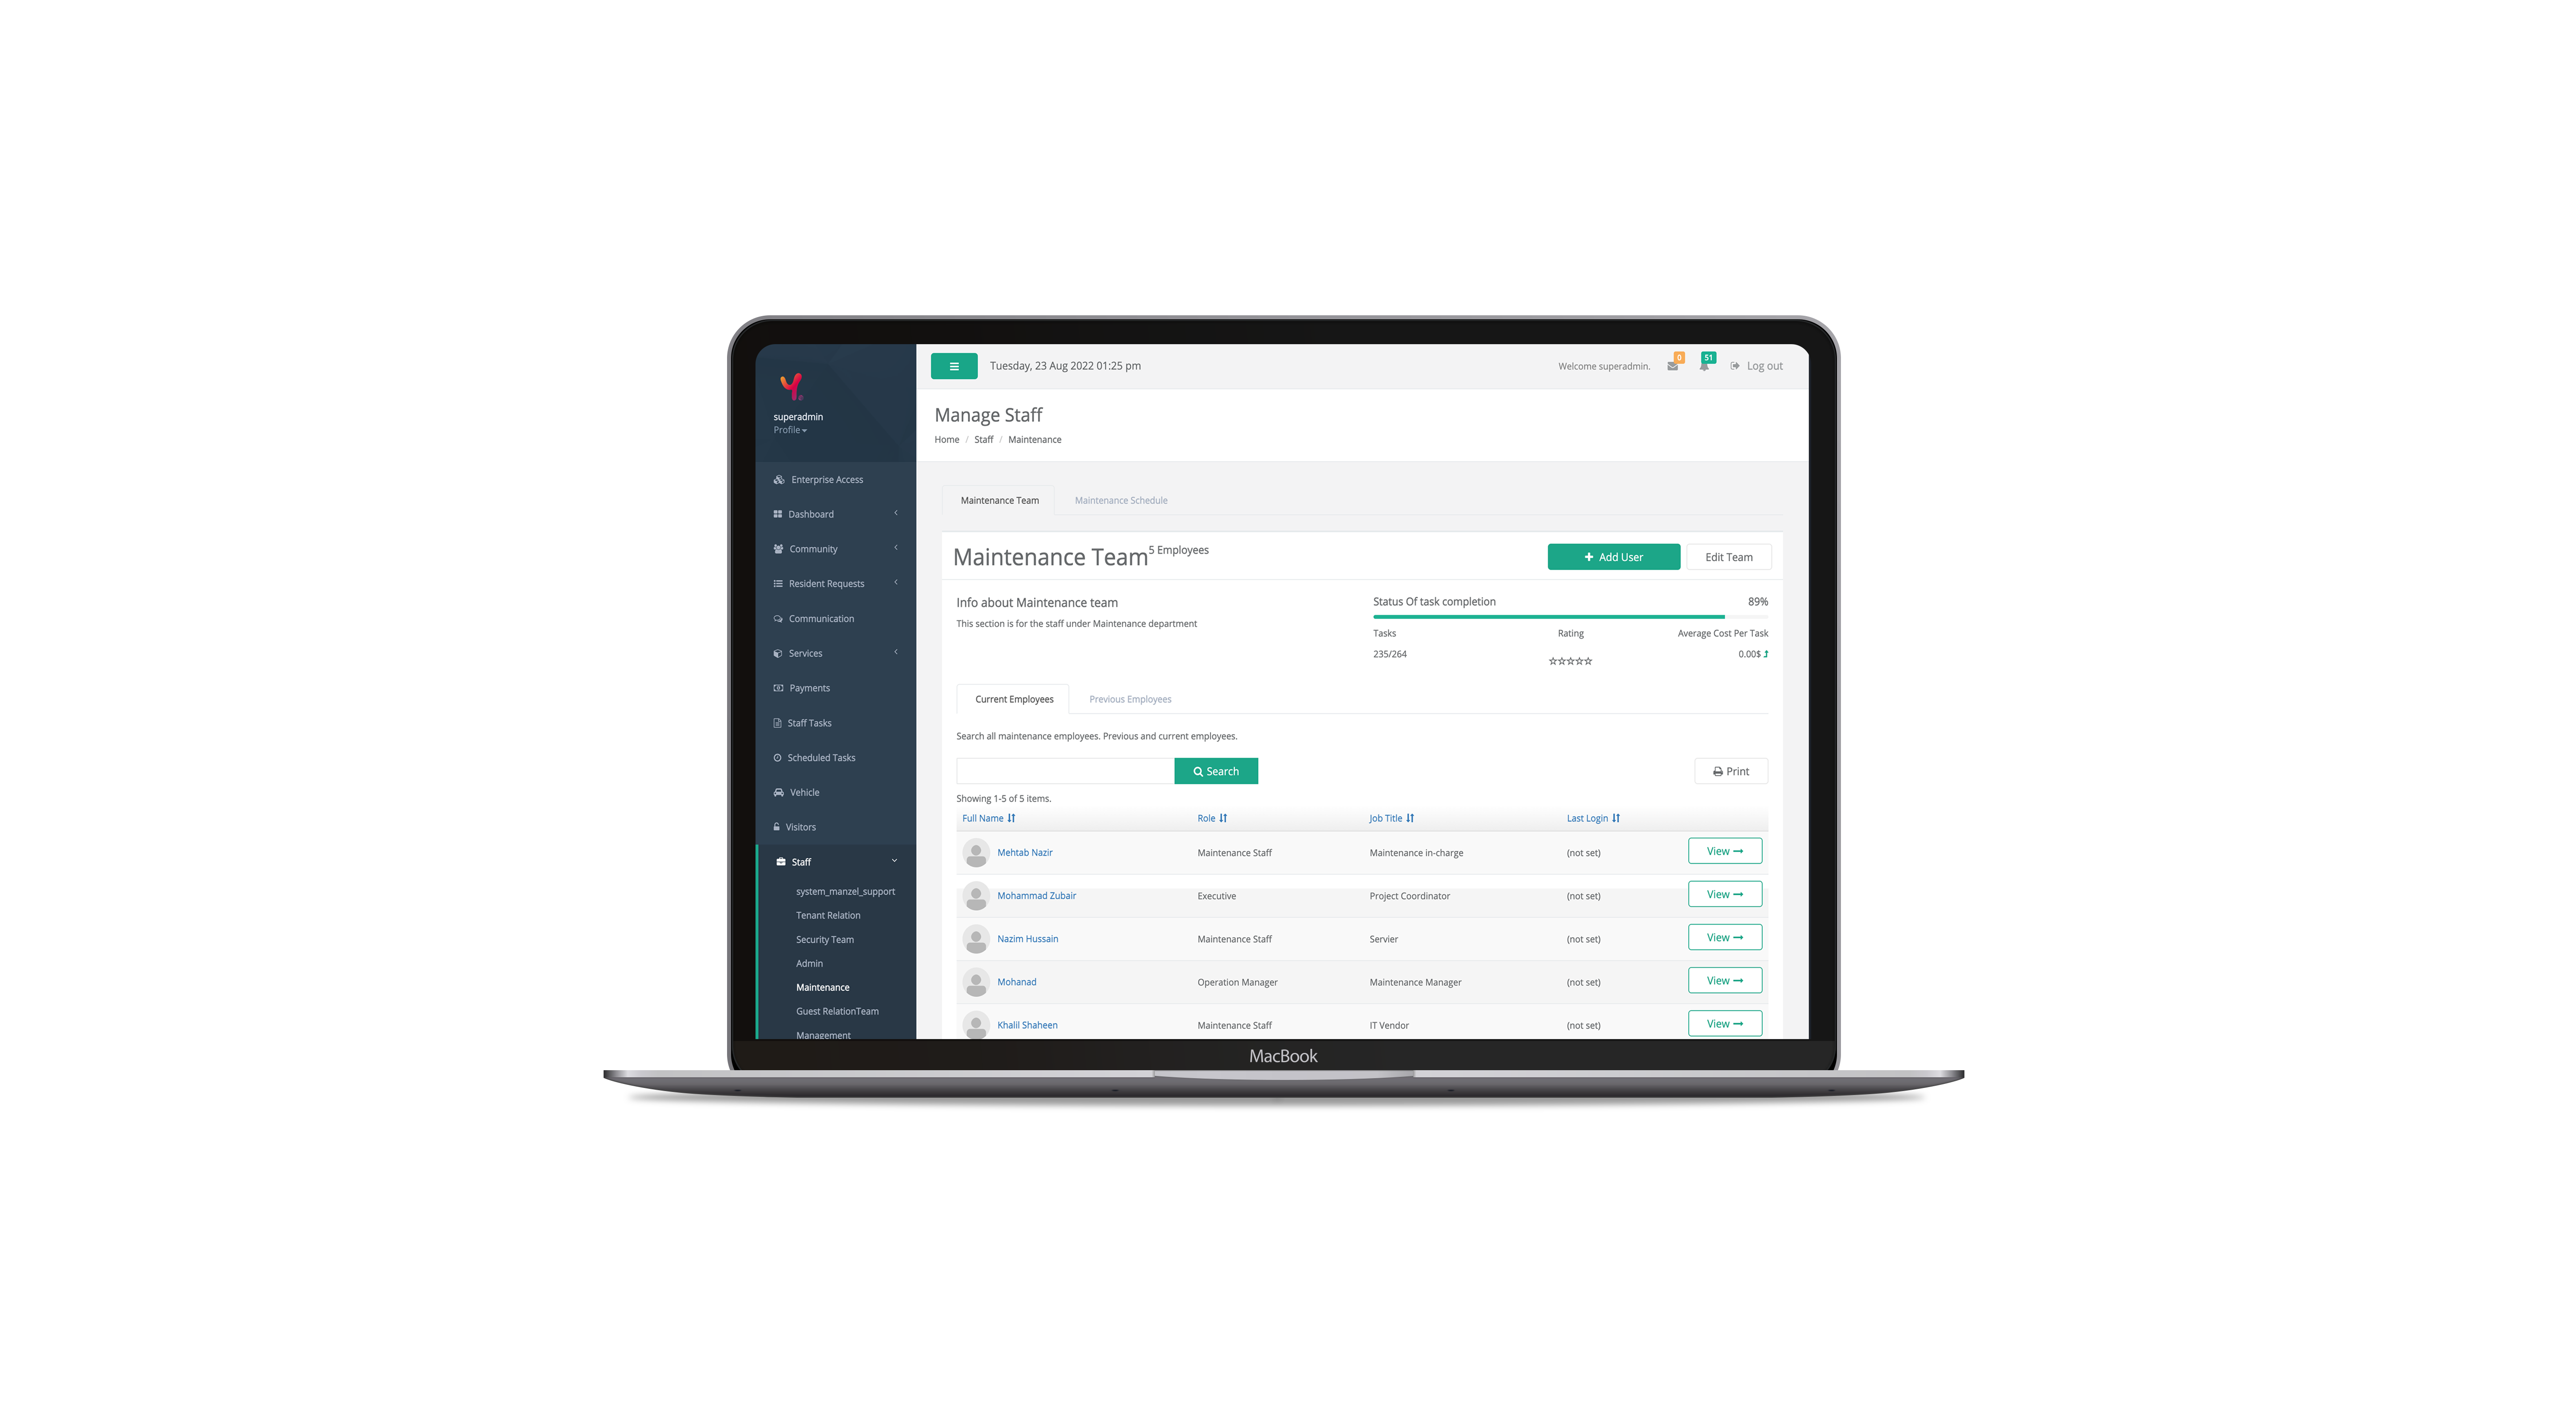 superadmin
Profile
Enterprise Access
Dashboard
Community
Resident Requests
Communication
Services
Payments
Staff Tasks
Scheduled Tasks
Vehicle
Visitors
Staff
system_manzel_support
Tenant Relation
Security Team
Admin
Maintenance
Guest RelationTeam
Management
Tuesday, 23 Aug 2022 01:25 pm
Welcome superadmin. 0 51 Log out
Manage Staff
Home / Staff / Maintenance
Maintenance Team Maintenance Schedule
Maintenance Team 5 Employees
Add User Edit Team
Info about Maintenance team
This section is for the staff under Maintenance department
Status Of task completion 89%
Tasks Rating Average Cost Per Task
235/264 0.00$
Current Employees Previous Employees
Search all maintenance employees. Previous and current employees.
Search Print
Showing 1-5 of 5 items.
Full Name Role Job Title Last Login
Mehtab Nazir Maintenance Staff Maintenance in-charge (not set) View
Mohammad Zubair Executive Project Coordinator (not set) View
Nazim Hussain Maintenance Staff Servier (not set) View
Mohanad Operation Manager Maintenance Manager (not set) View
Khalil Shaheen Maintenance Staff IT Vendor (not set) View
MacBook